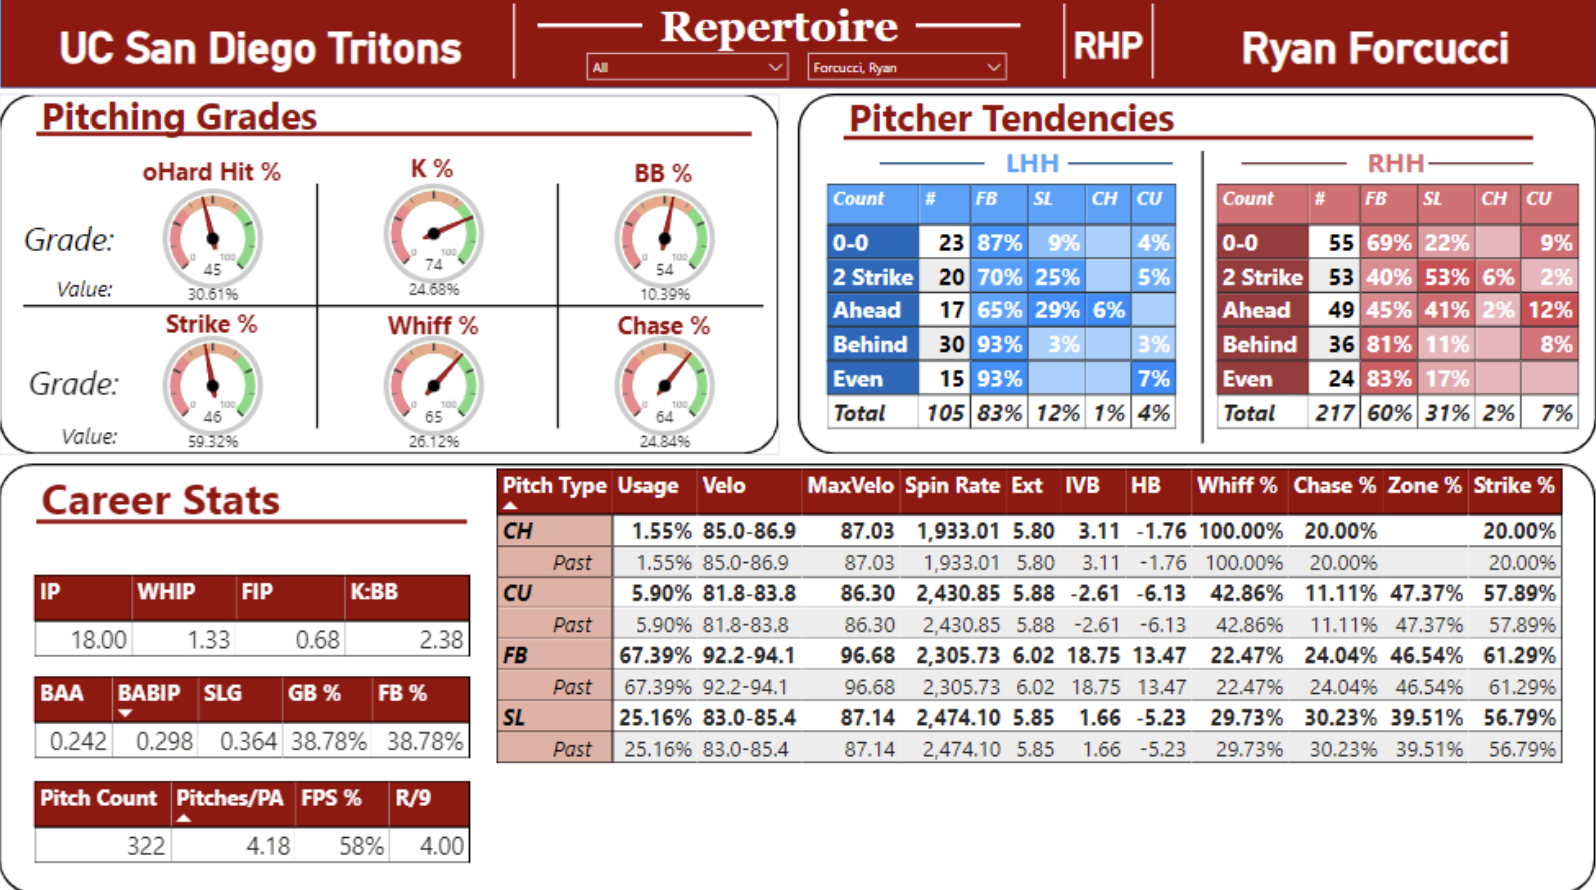 UC San Diego Tritons
Repertoire
All
Forcucci, Ryan
RHP
Ryan Forcucci
Pitching Grades
oHard Hit %
K %
BB %
Grade:
0 100
45
0 100
74
0 100
54
Value:
30.61%
24.68%
10.39%
Strike %
Whiff %
Chase %
Grade:
0 100
46
0 100
65
0 100
64
Value:
59.32%
26.12%
24.84%
Pitcher Tendencies
LHH
Count # FB SL CH CU
0-0 23 87% 9% 4%
2 Strike 20 70% 25% 5%
Ahead 17 65% 29% 6%
Behind 30 93% 3% 3%
Even 15 93% 7%
Total 105 83% 12% 1% 4%
RHH
Count # FB SL CH CU
0-0 55 69% 22% 9%
2 Strike 53 40% 53% 6% 2%
Ahead 49 45% 41% 2% 12%
Behind 36 81% 11% 8%
Even 24 83% 17%
Total 217 60% 31% 2% 7%
Career Stats
IP WHIP FIP K:BB
18.00 1.33 0.68 2.38
BAA BABIP SLG GB % FB %
0.242 0.298 0.364 38.78% 38.78%
Pitch Count Pitches/PA FPS % R/9
322 4.18 58% 4.00
Pitch Type Usage Velo MaxVelo Spin Rate Ext IVB HB Whiff % Chase % Zone % Strike %
CH 1.55% 85.0-86.9 87.03 1,933.01 5.80 3.11 -1.76 100.00% 20.00% 20.00%
Past 1.55% 85.0-86.9 87.03 1,933.01 5.80 3.11 -1.76 100.00% 20.00% 20.00%
CU 5.90% 81.8-83.8 86.30 2,430.85 5.88 -2.61 -6.13 42.86% 11.11% 47.37% 57.89%
Past 5.90% 81.8-83.8 86.30 2,430.85 5.88 -2.61 -6.13 42.86% 11.11% 47.37% 57.89%
FB 67.39% 92.2-94.1 96.68 2,305.73 6.02 18.75 13.47 22.47% 24.04% 46.54% 61.29%
Past 67.39% 92.2-94.1 96.68 2,305.73 6.02 18.75 13.47 22.47% 24.04% 46.54% 61.29%
SL 25.16% 83.0-85.4 87.14 2,474.10 5.85 1.66 -5.23 29.73% 30.23% 39.51% 56.79%
Past 25.16% 83.0-85.4 87.14 2,474.10 5.85 1.66 -5.23 29.73% 30.23% 39.51% 56.79%